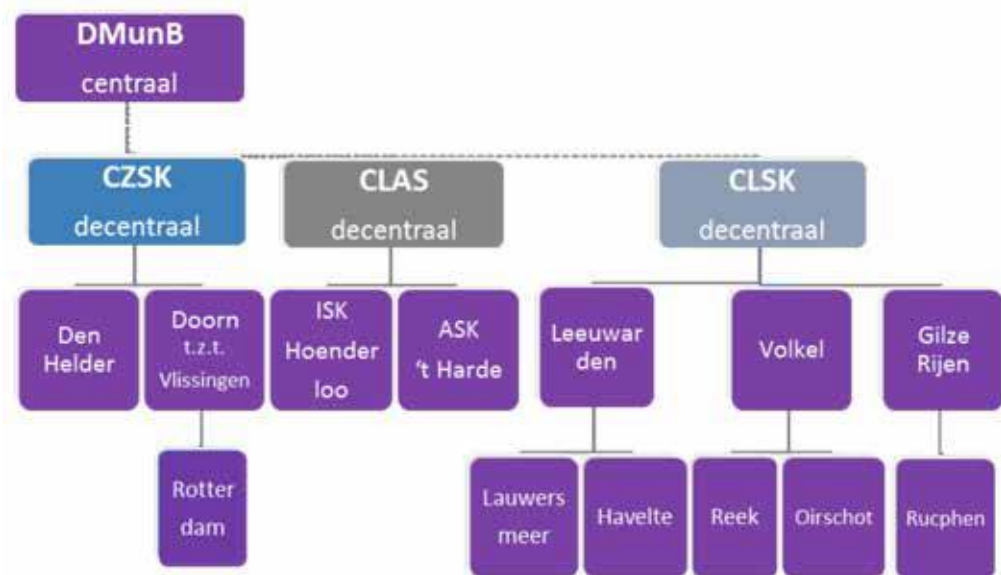 DMunB
centraal
CZSK
decentraal
CLAS
decentraal
CLSK
decentraal
Den
Helder
Doorn
t.z.t.
Vlissingen
ISK
Hoender
loo
ASK
't Harde
Leeuwar
den
Volkel
Gilze
Rijen
Rotter
dam
Lauwers
meer
Havelte
Reek
Oirschot
Rucphen